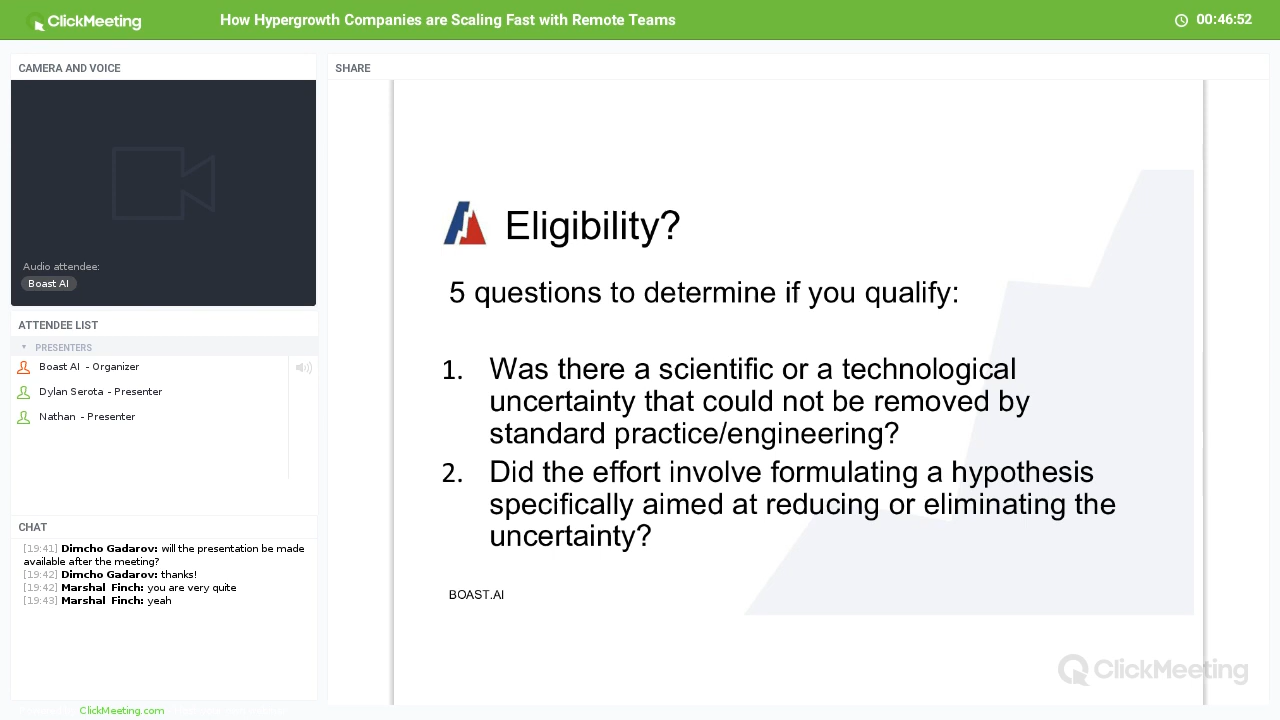 ClickMeeting
How Hypergrowth Companies are Scaling Fast with Remote Teams
00:46:52
CAMERA AND VOICE
Audio attendee:
Boast AI
ATTENDEE LIST
PRESENTERS
Boast AI - Organizer
Dylan Serota - Presenter
Nathan - Presenter
CHAT
[19:41] Dimcho Gadarov: will the presentation be made
available after the meeting?
[19:42] Dimcho Gadarov: thanks!
[19:42] Marshal Finch: you are very quite
[19:43] Marshal Finch: yeah
ClickMeeting.com
SHARE
Eligibility?
5 questions to determine if you qualify:
1. Was there a scientific or a technological
uncertainty that could not be removed by
standard practice/engineering?
2. Did the effort involve formulating a hypothesis
specifically aimed at reducing or eliminating the
uncertainty?
BOAST.AI
ClickMeeting